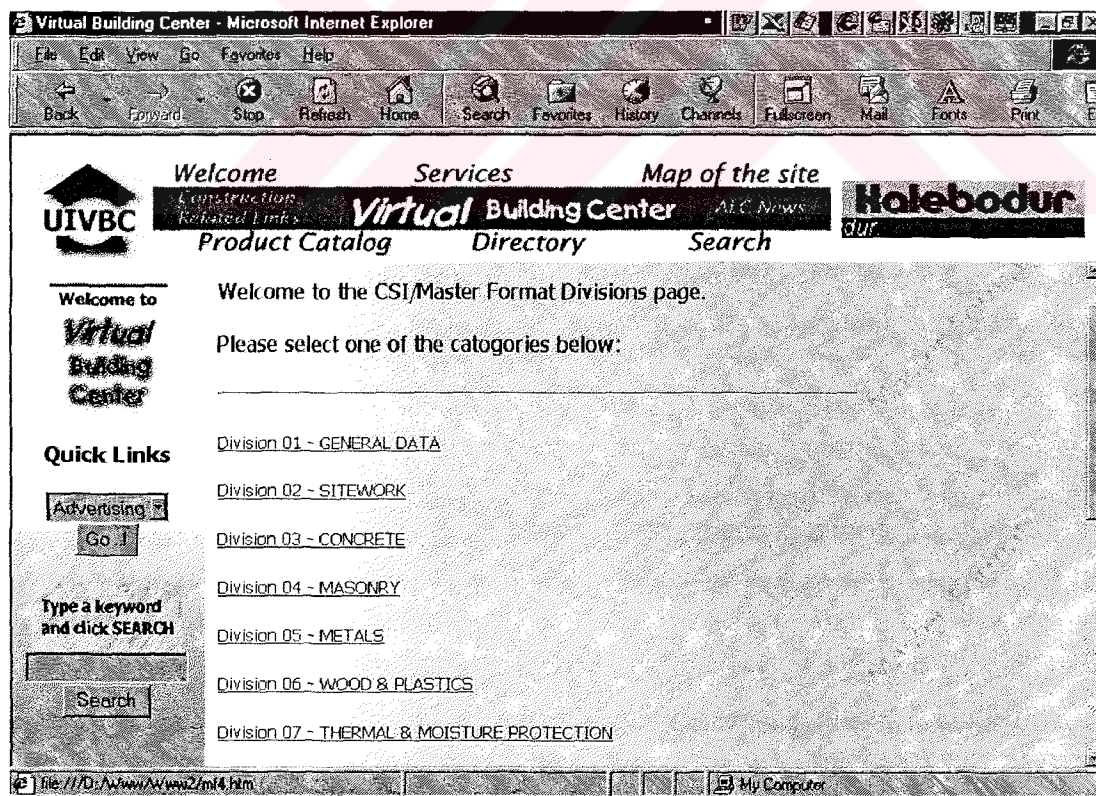 Virtual Building Center - Microsoft Internet Explorer
File Edit View Go Favorites Help
Back Forward Stop Refresh Home Search Favorites History Channels Fullscreen Mail Fonts Print
Welcome Services Map of the site
UIVBC
Construction
Related Links
Virtual Building Center
AEC News !
Halebodur
dur
Product Catalog Directory Search
Welcome to
Virtual
Building
Center
Quick Links
Advertising
Go !
Type a keyword
and click SEARCH
Search
Welcome to the CSI/Master Format Divisions page.
Please select one of the catogories below:
Division 01 - GENERAL DATA
Division 02 - SITEWORK
Division 03 - CONCRETE
Division 04 - MASONRY
Division 05 - METALS
Division 06 - WOOD & PLASTICS
Division 07 - THERMAL & MOISTURE PROTECTION
file:///D:/Www/Www2/mf4.htm
My Computer